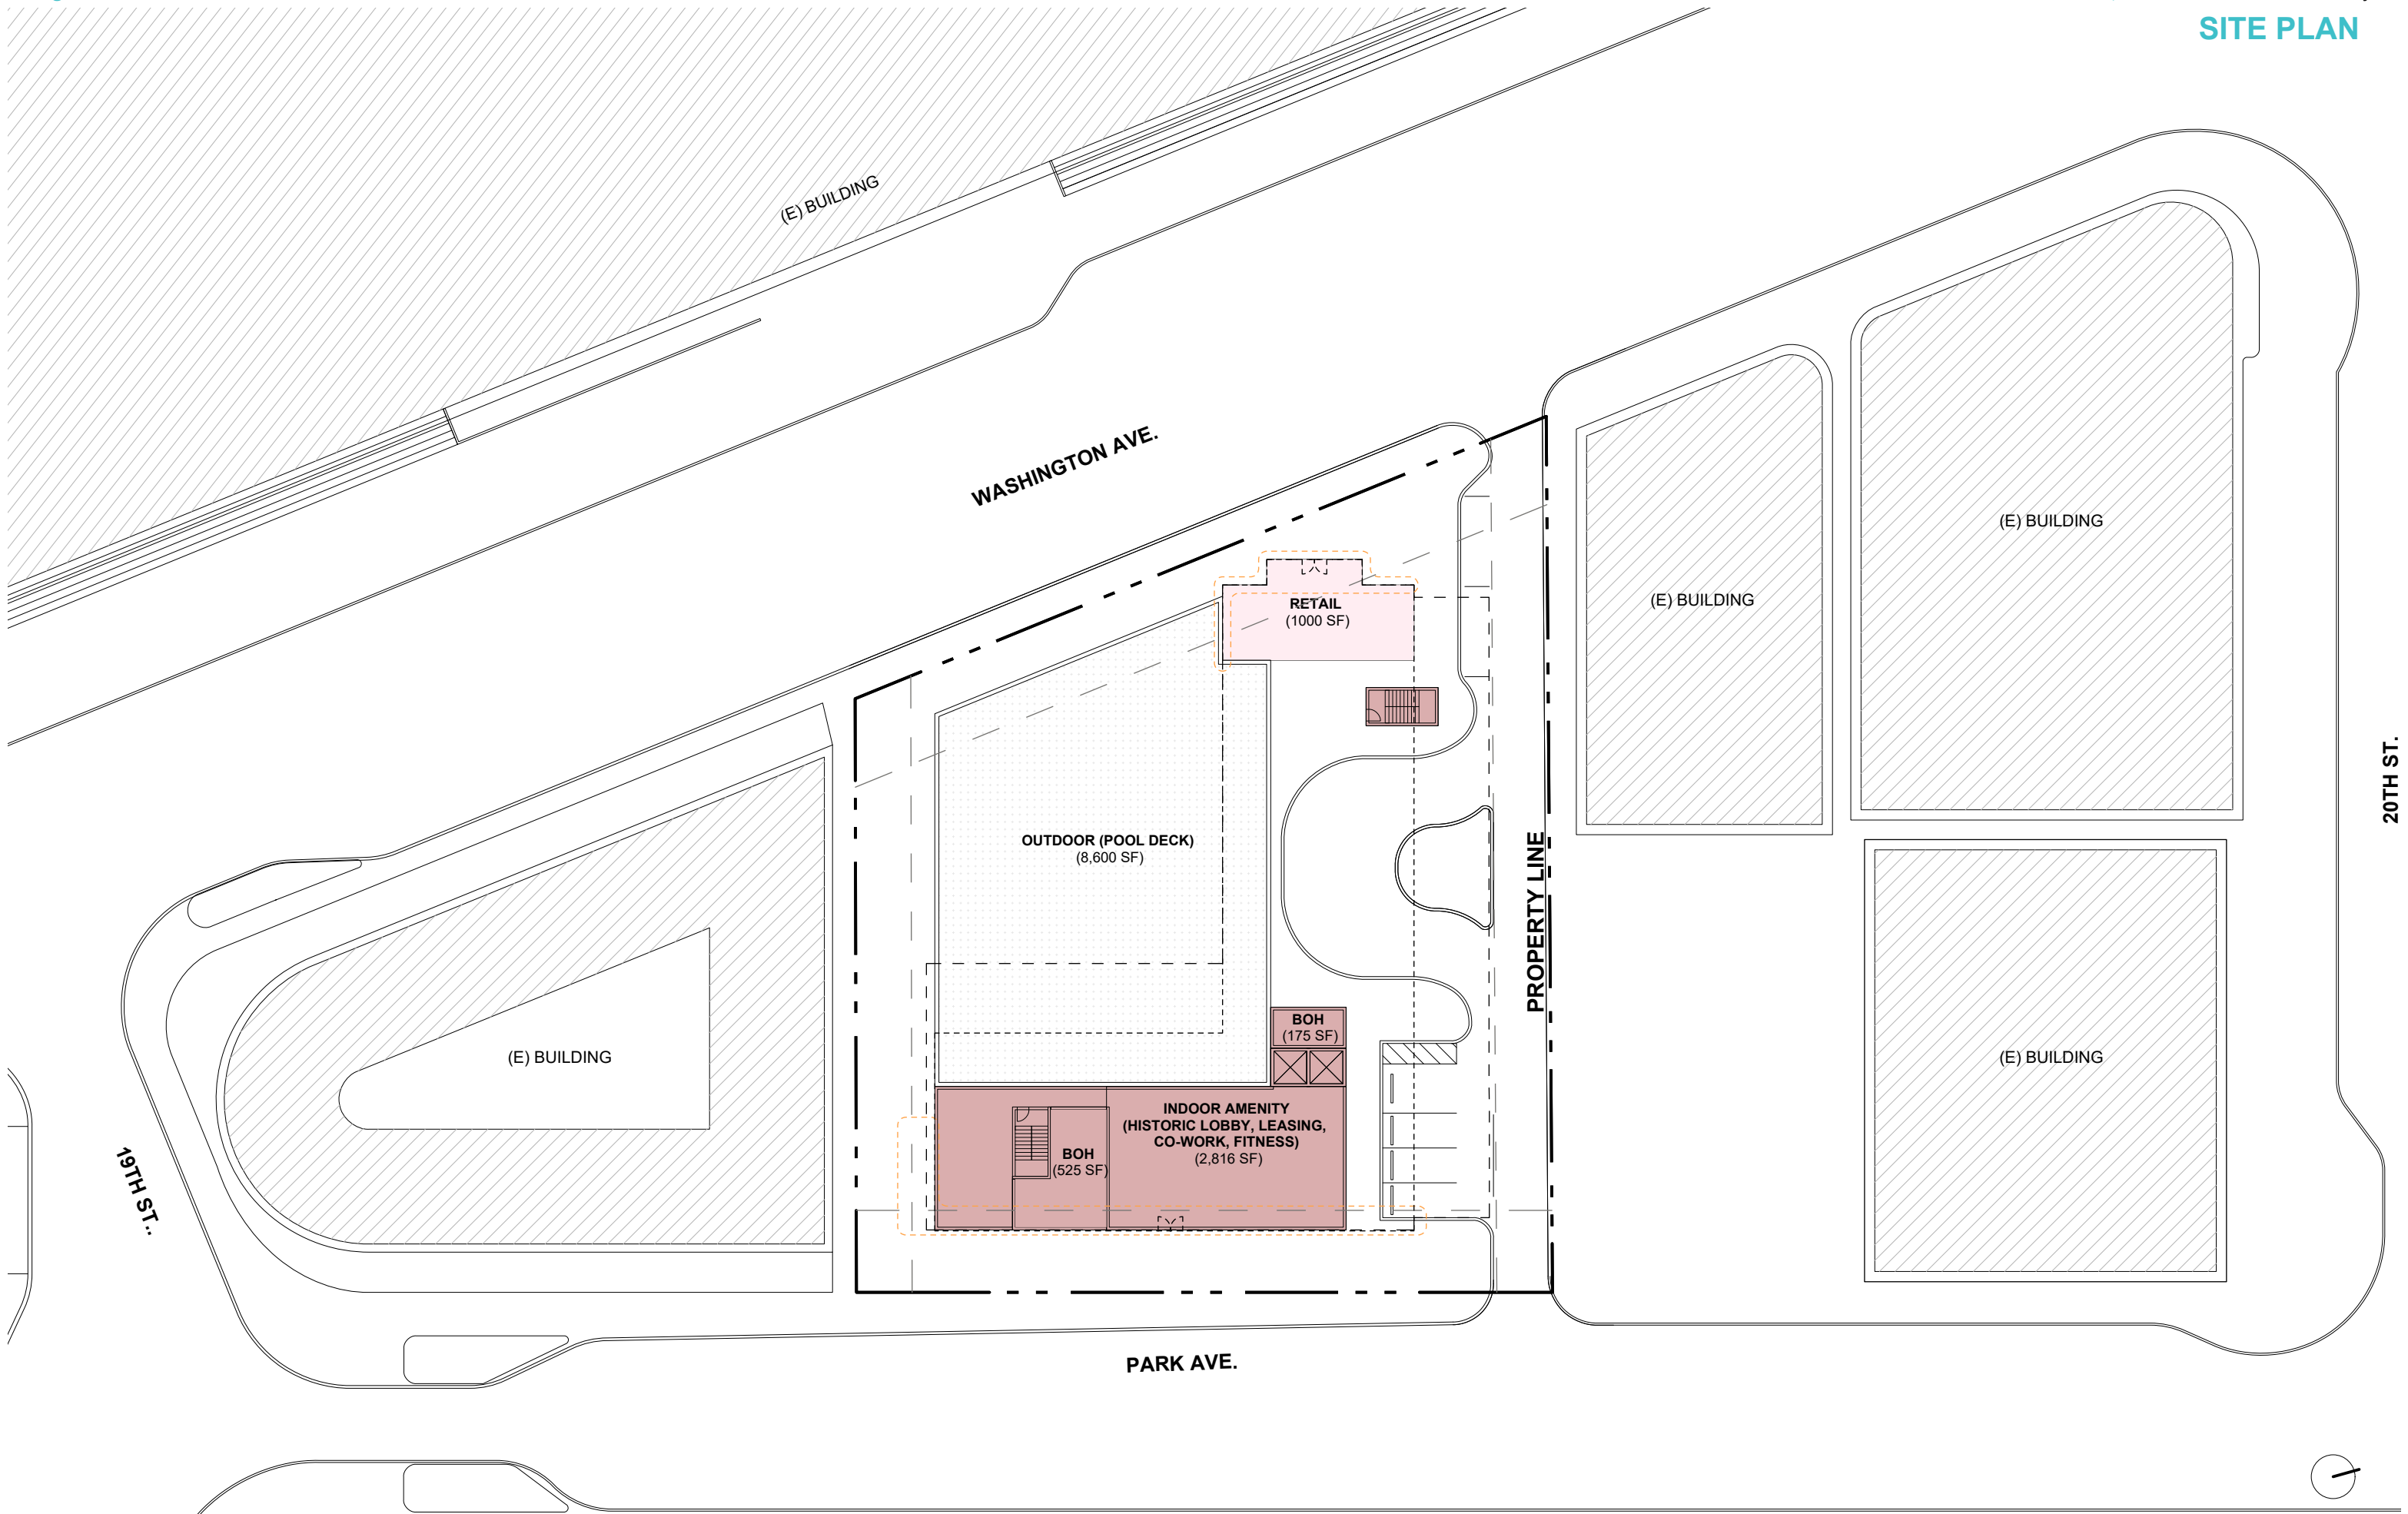 SITE PLAN
(E) BUILDING
WASHINGTON AVE.
(E) BUILDING
(E) BUILDING
RETAIL
(1000 SF)
20TH ST.
OUTDOOR (POOL DECK)
(8,600 SF)
PROPERTY LINE
BOH
(175 SF)
(E) BUILDING
(E) BUILDING
INDOOR AMENITY
(HISTORIC LOBBY, LEASING,
CO-WORK, FITNESS)
(2,816 SF)
BOH
(525 SF)
19TH ST..
PARK AVE.